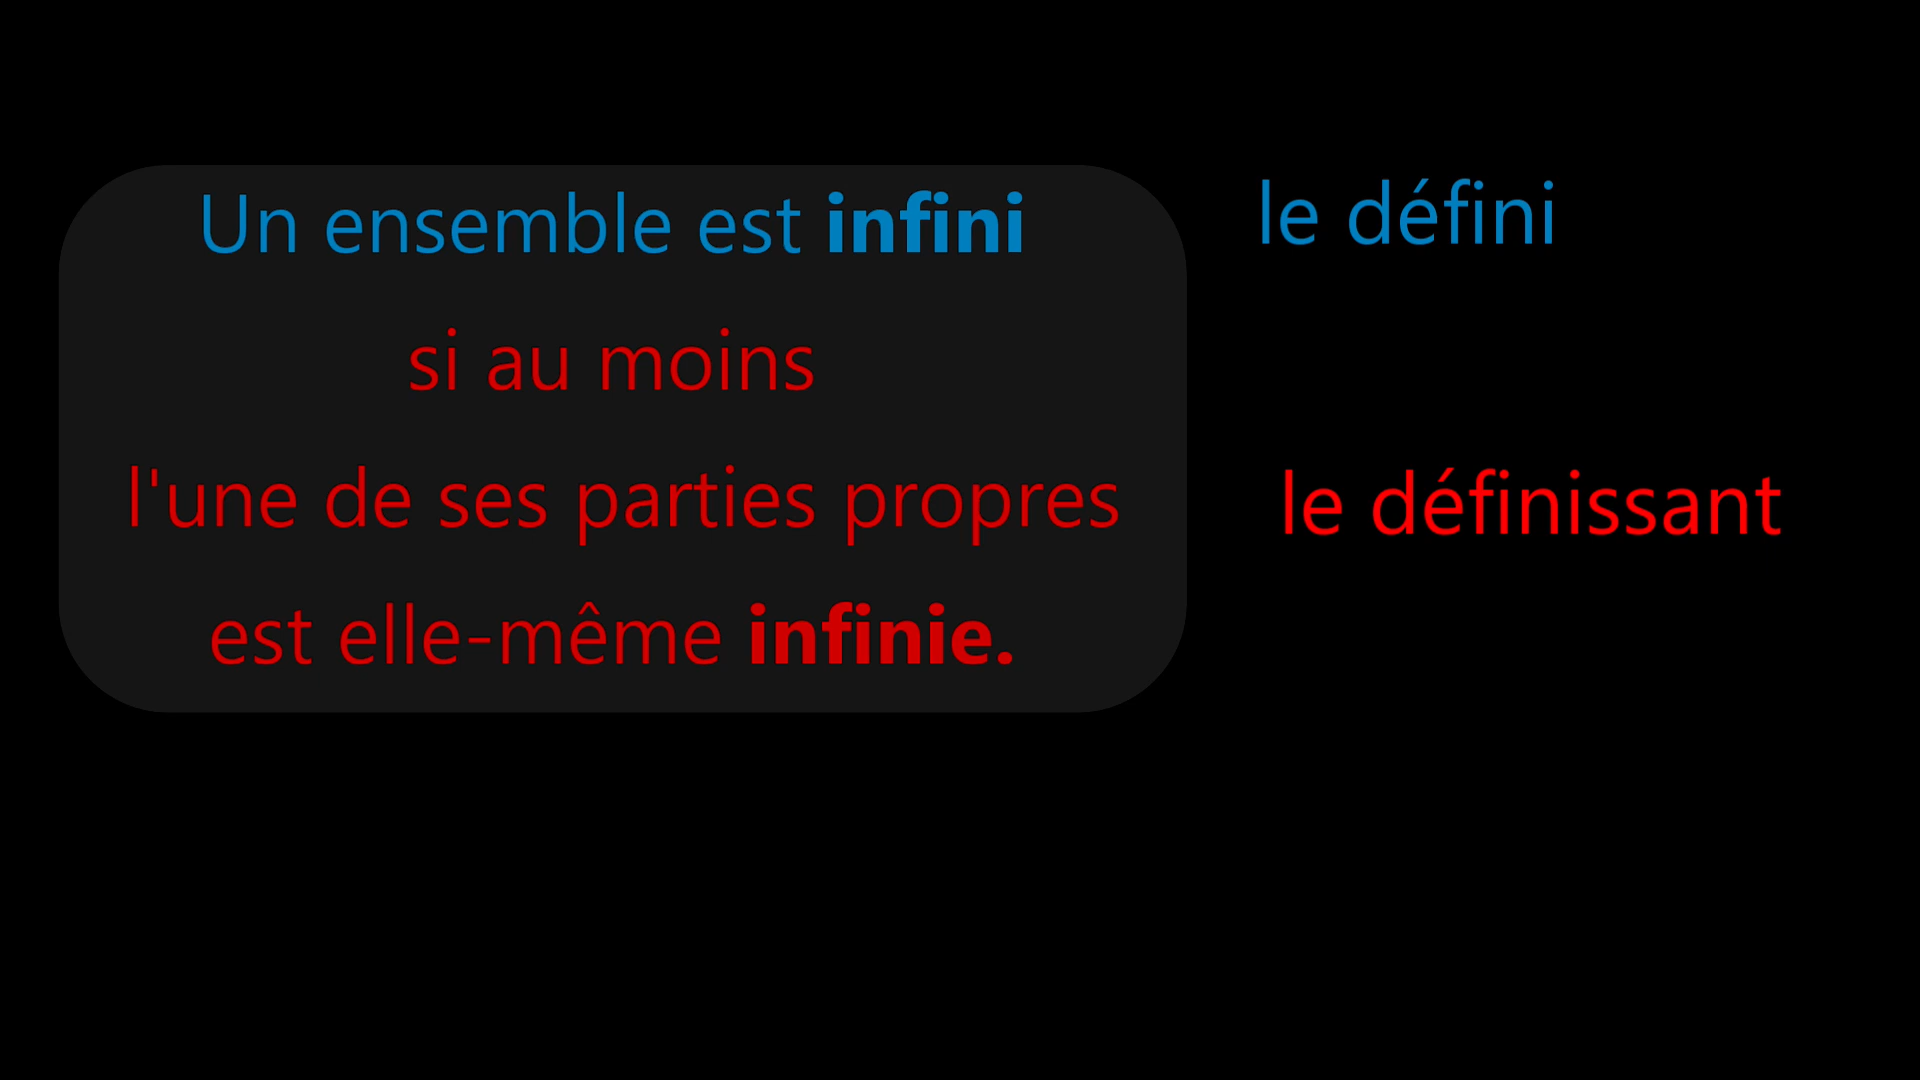 Un ensemble est infini
si au moins
l'une de ses parties propres
est elle-même infinie.
le défini
le définissant